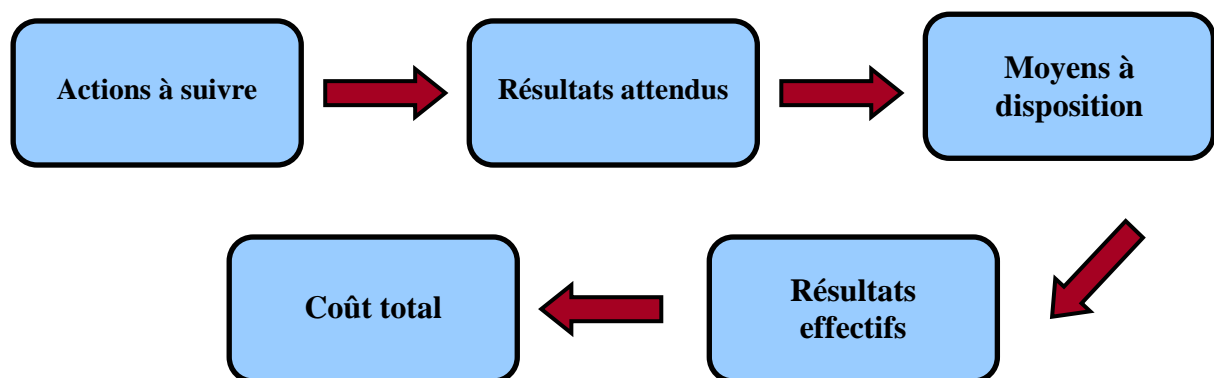 Actions à suivre
Résultats attendus
Moyens à
disposition
Résultats
effectifs
Coût total